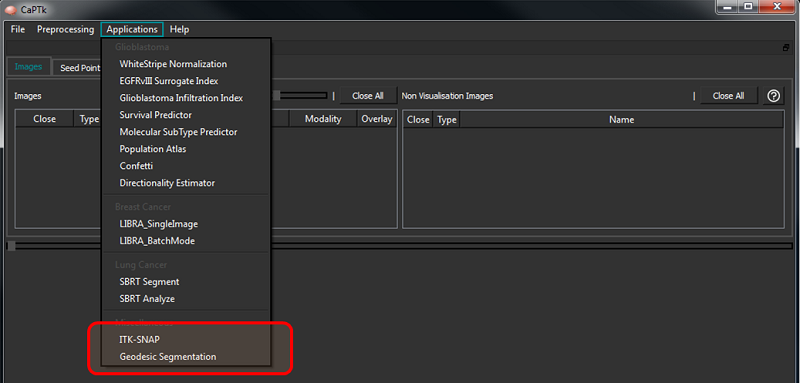 CaPTk
File Preprocessing Applications Help
Glioblastoma
WhiteStripe Normalization
EGFRvIII Surrogate Index
Glioblastoma Infiltration Index
Survival Predictor
Molecular SubType Predictor
Population Atlas
Confetti
Directionality Estimator
Breast Cancer
LIBRA_SingleImage
LIBRA_BatchMode
Lung Cancer
SBRT Segment
SBRT Analyze
Miscellaneous
ITK-SNAP
Geodesic Segmentation
Images Seed Point
Images | Close All
Close Type Modality Overlay
Non Visualisation Images | Close All ?
Close Type Name